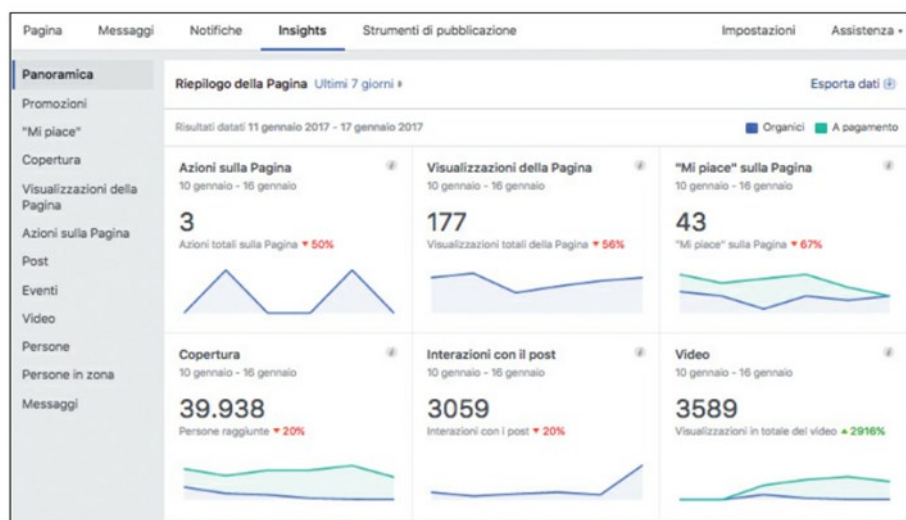 Pagina Messaggi Notifiche Insights Strumenti di pubblicazione Impostazioni Assistenza
Panoramica
Promozioni
"Mi piace"
Copertura
Visualizzazioni della
Pagina
Azioni sulla Pagina
Post
Eventi
Video
Persone
Persone in zona
Messaggi
Riepilogo della Pagina Ultimi 7 giorni Esporta dati
Risultati datati 11 gennaio 2017 - 17 gennaio 2017 Organici A pagamento
Azioni sulla Pagina
10 gennaio - 16 gennaio
3
Azioni totali sulla Pagina ▼ 50%
Visualizzazioni della Pagina
10 gennaio - 16 gennaio
177
Visualizzazioni totali della Pagina ▼ 56%
"Mi piace" sulla Pagina
10 gennaio - 16 gennaio
43
"Mi piace" sulla Pagina ▼ 67%
Copertura
10 gennaio - 16 gennaio
39.938
Persone raggiunte ▼ 20%
Interazioni con il post
10 gennaio - 16 gennaio
3059
Interazioni con i post ▼ 20%
Video
10 gennaio - 16 gennaio
3589
Visualizzazioni in totale del video ▲ 2916%